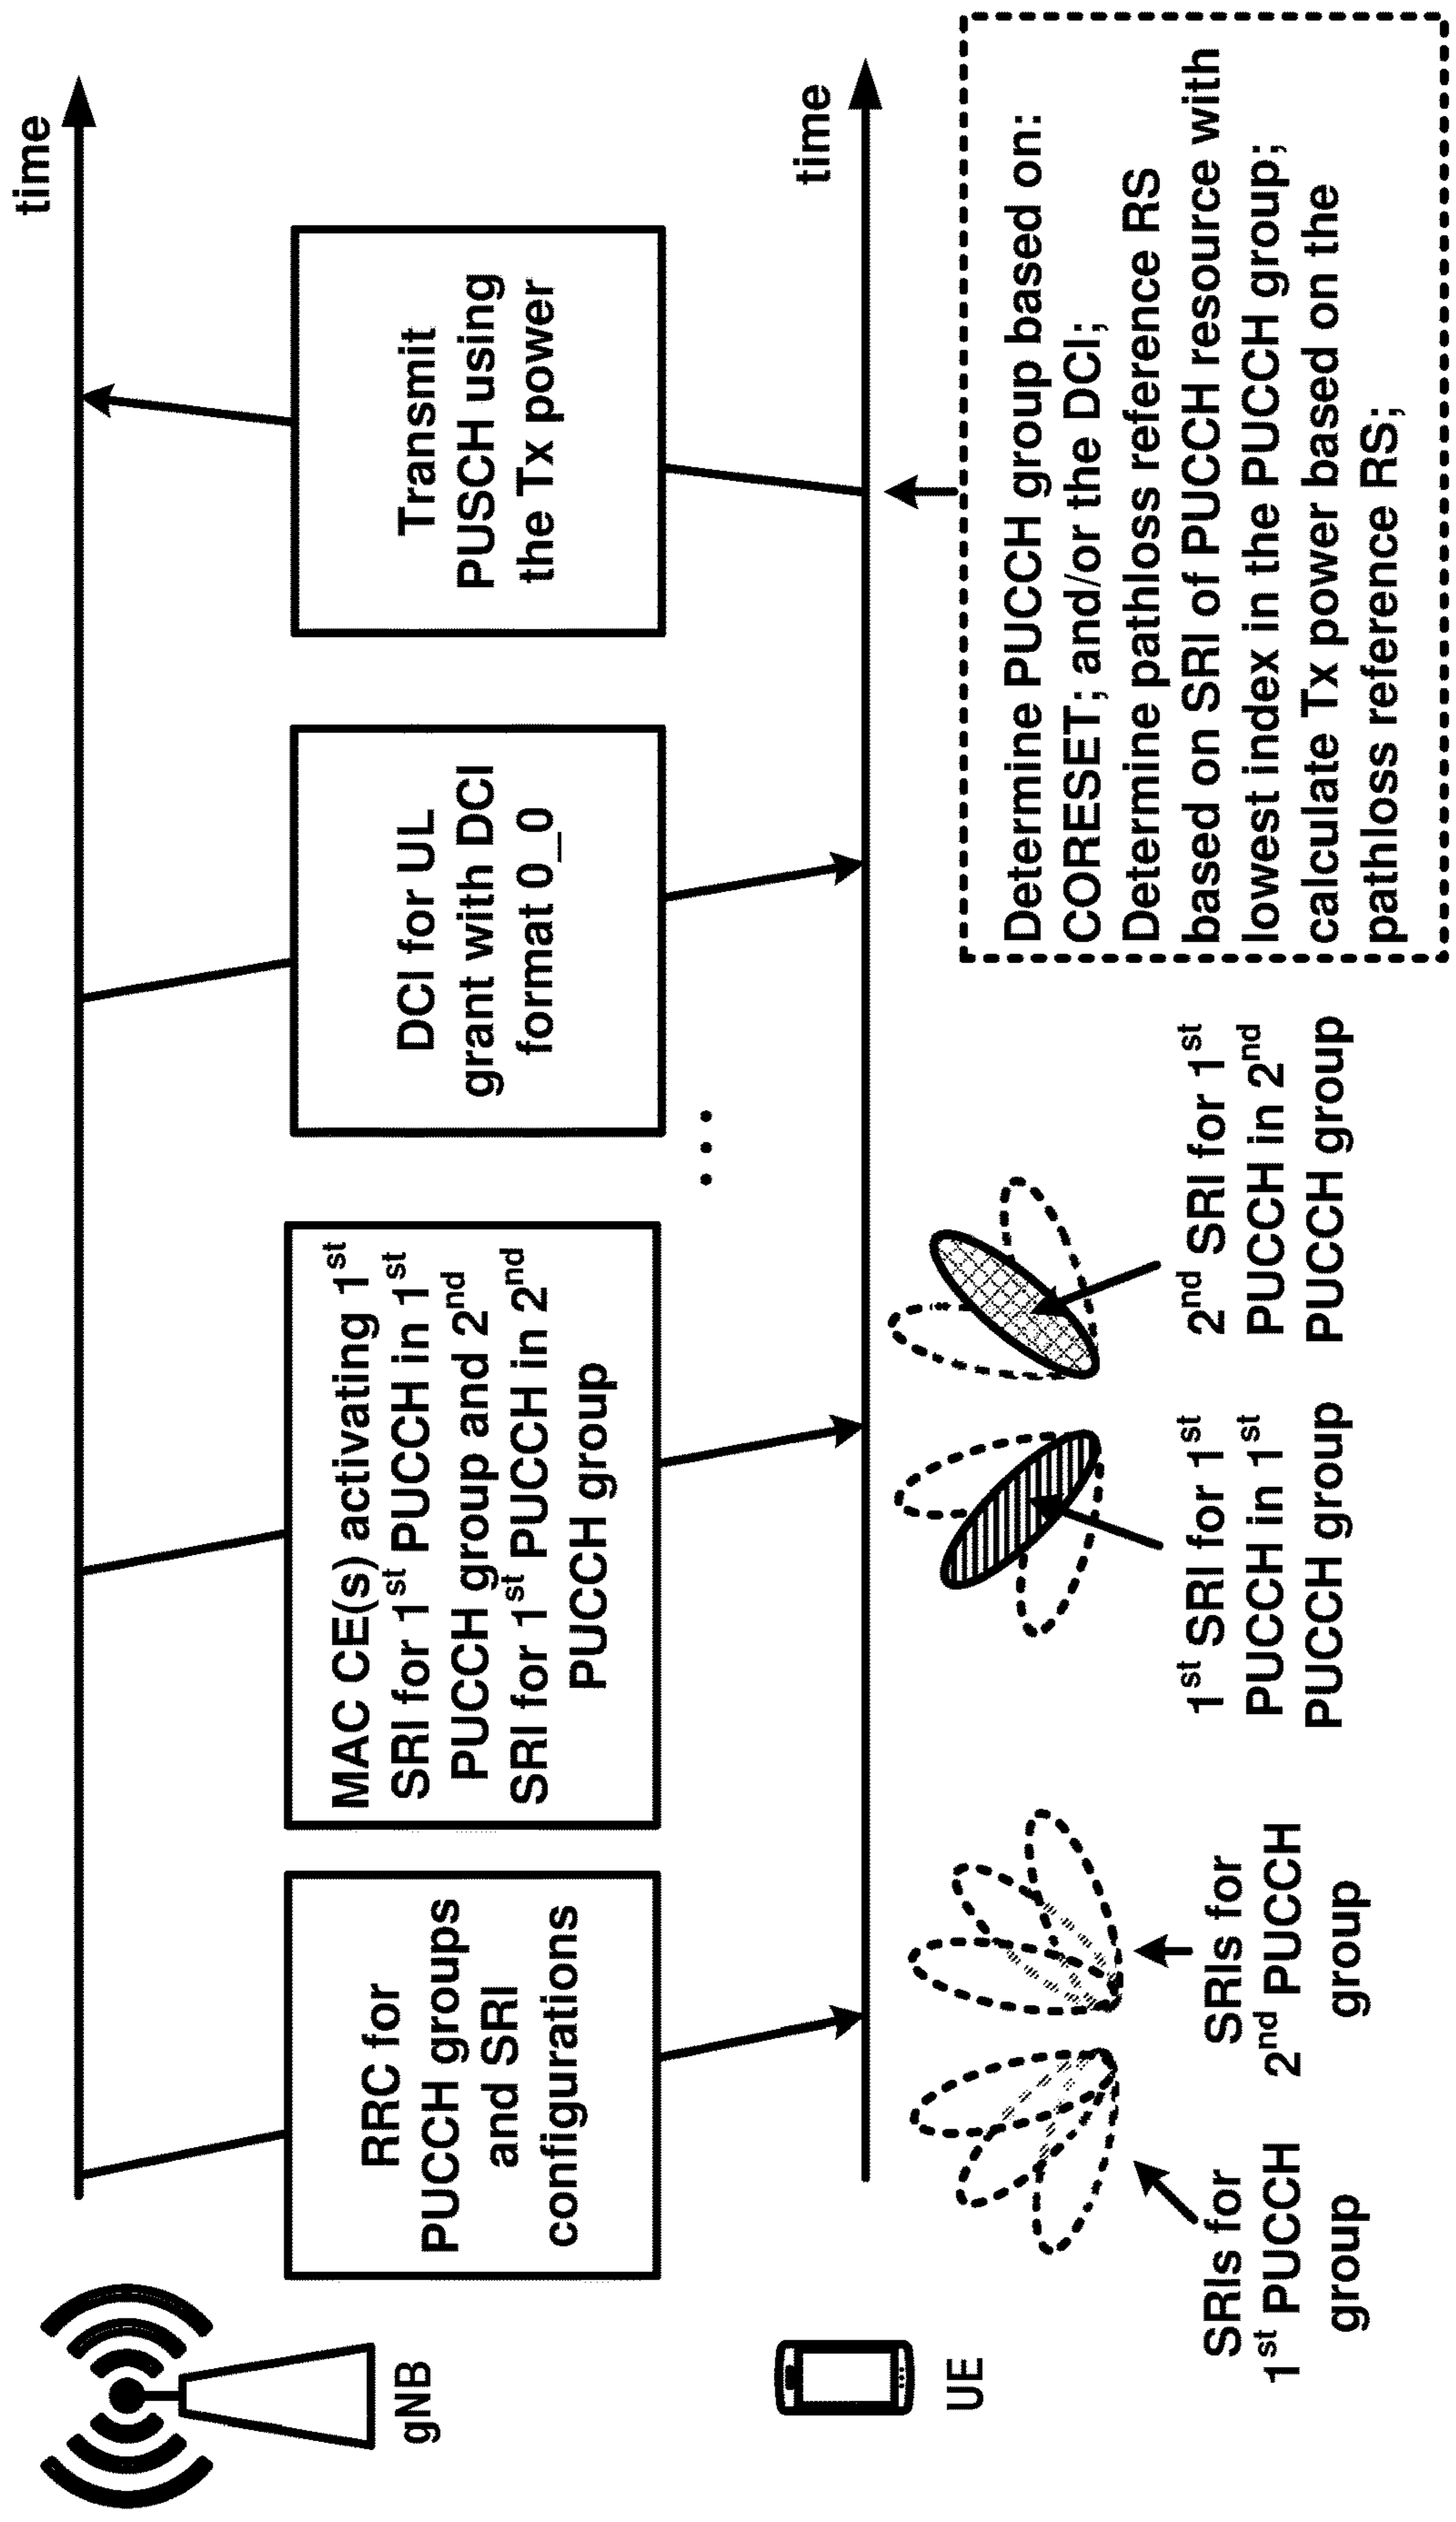 time
gNB
RRC for
PUCCH groups
and SRI
configurations
MAC CE(s) activating 1st
SRI for 1st PUCCH in 1st
PUCCH group and 2nd
SRI for 1st PUCCH in 2nd
PUCCH group
DCI for UL
grant with DCI
format 0_0
...
Transmit
PUSCH using
the Tx power
time
UE
SRIs for
1st PUCCH
group
SRIs for
2nd PUCCH
group
1st SRI for 1st
PUCCH in 1st
PUCCH group
2nd SRI for 1st
PUCCH in 2nd
PUCCH group
Determine PUCCH group based on:
CORESET; and/or the DCI;
Determine pathloss reference RS
based on SRI of PUCCH resource with
lowest index in the PUCCH group;
calculate Tx power based on the
pathloss reference RS;